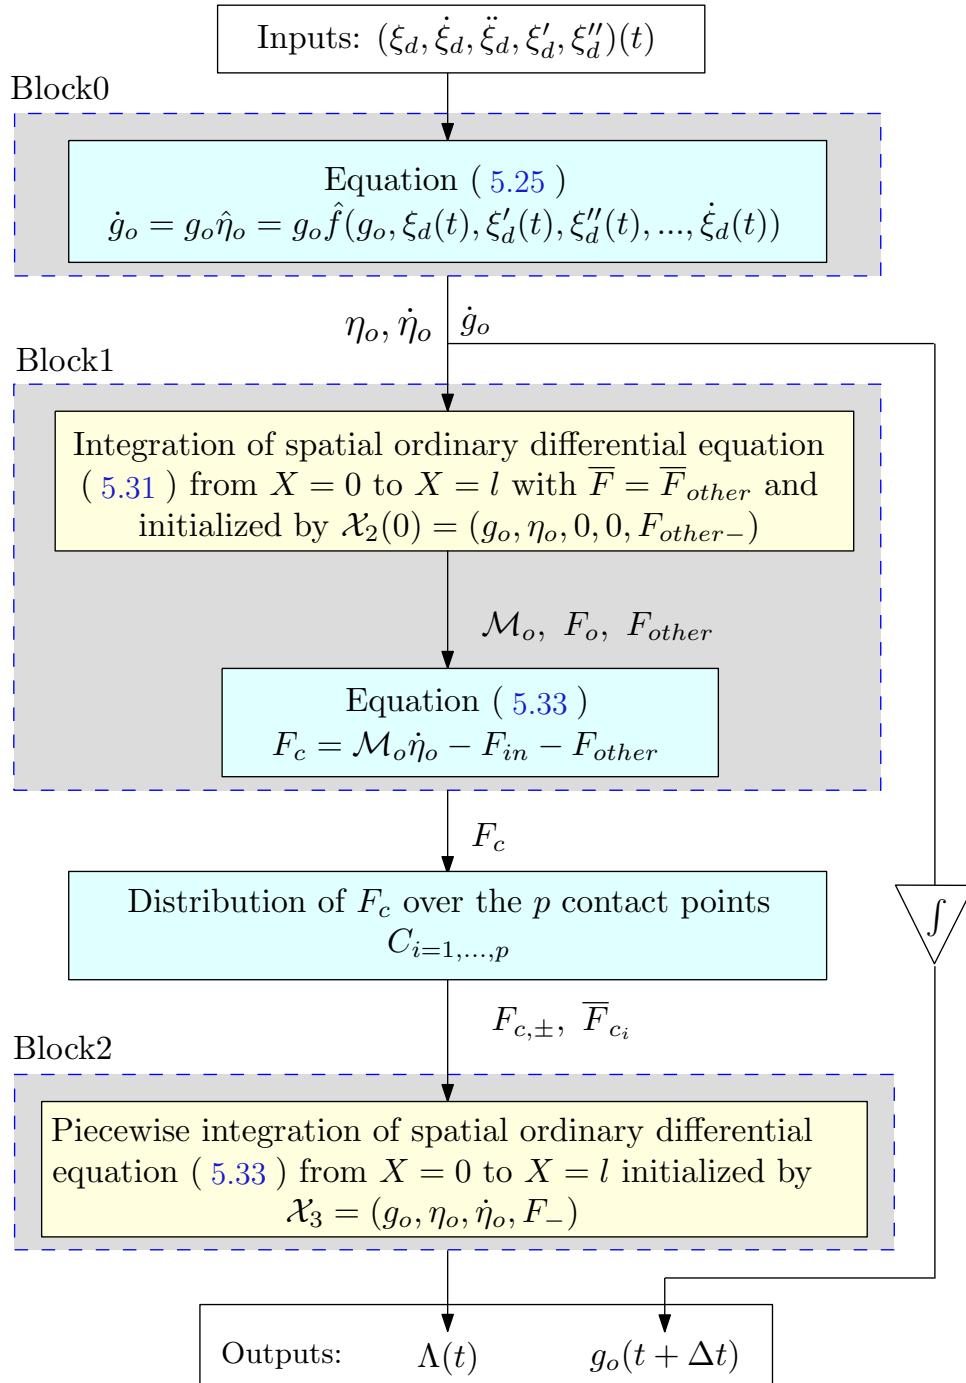 Inputs: (ξ_d, ξ̇_d, ξ̈_d, ξ′_d, ξ″_d)(t)
Block0
Equation ( 5.25 )
ġ_o = g_o η̂_o = g_o f̂(g_o, ξ_d(t), ξ′_d(t), ξ″_d(t), ..., ξ̇_d(t))
η_o, η̇_o ġ_o
Block1
Integration of spatial ordinary differential equation
( 5.31 ) from X = 0 to X = l with F̅ = F̅_other and
initialized by 𝒳_2(0) = (g_o, η_o, 0, 0, F_other−)
ℳ_o, F_o, F_other
Equation ( 5.33 )
F_c = ℳ_o η̇_o − F_in − F_other
F_c
Distribution of F_c over the p contact points
C_i=1,...,p
∫
F_c,±, F̅_c_i
Block2
Piecewise integration of spatial ordinary differential
equation ( 5.33 ) from X = 0 to X = l initialized by
𝒳_3 = (g_o, η_o, η̇_o, F_−)
Outputs: Λ(t) g_o(t + Δt)